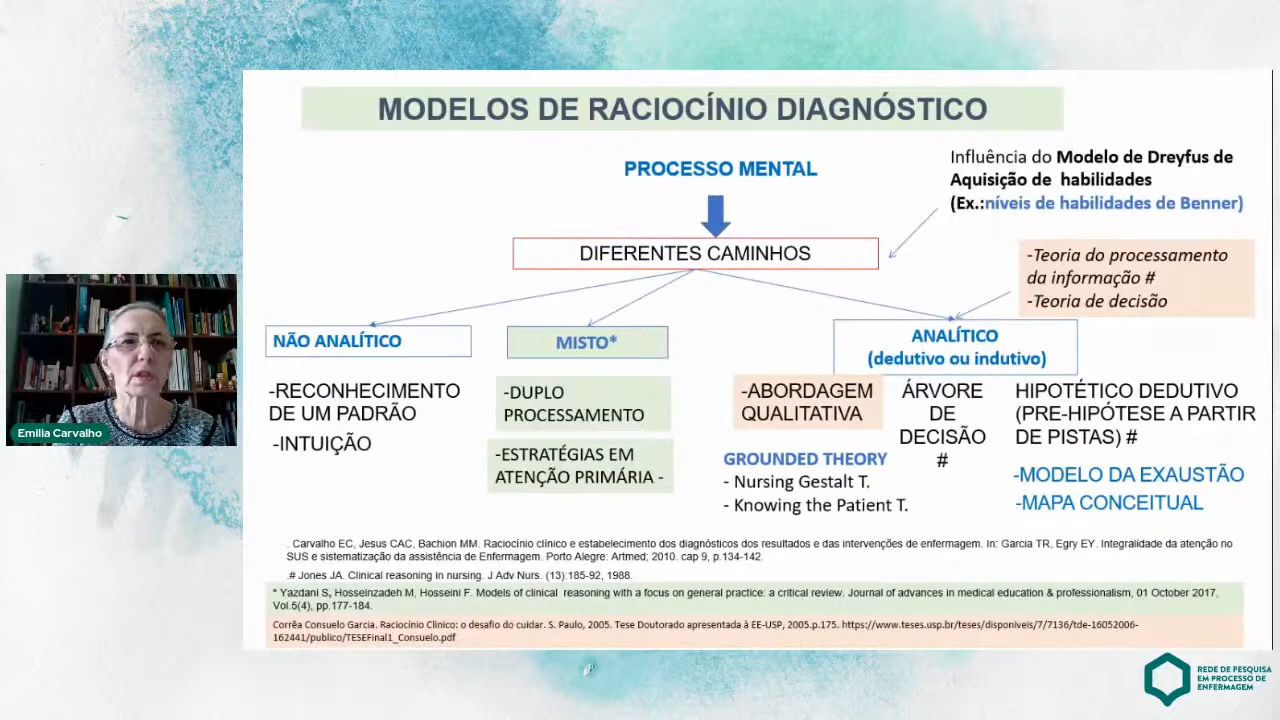 MODELOS DE RACIOCÍNIO DIAGNÓSTICO
PROCESSO MENTAL
Influência do Modelo de Dreyfus de
Aquisição de habilidades
(Ex.:níveis de habilidades de Benner)
DIFERENTES CAMINHOS
-Teoria do processamento
da informação #
-Teoria de decisão
NÃO ANALÍTICO
-RECONHECIMENTO
DE UM PADRÃO
-INTUIÇÃO
MISTO*
-DUPLO
PROCESSAMENTO
-ESTRATÉGIAS EM
ATENÇÃO PRIMÁRIA -
ANALÍTICO
(dedutivo ou indutivo)
-ABORDAGEM
QUALITATIVA
GROUNDED THEORY
- Nursing Gestalt T.
- Knowing the Patient T.
ÁRVORE
DE
DECISÃO
#
HIPOTÉTICO DEDUTIVO
(PRE-HIPÓTESE A PARTIR
DE PISTAS) #
-MODELO DA EXAUSTÃO
-MAPA CONCEITUAL
Emilia Carvalho
. Carvalho EC, Jesus CAC, Bachion MM. Raciocínio clínico e estabelecimento dos diagnósticos dos resultados e das intervenções de enfermagem. In: Garcia TR, Egry EY. Integralidade da atenção no
SUS e sistematização da assistência de Enfermagem. Porto Alegre: Artmed; 2010. cap 9, p.134-142.
.# Jones JA. Clinical reasoning in nursing. J Adv Nurs. (13):185-92, 1988.
* Yazdani S, Hosseinzadeh M, Hosseini F. Models of clinical reasoning with a focus on general practice: a critical review. Journal of advances in medical education & professionalism, 01 October 2017,
Vol.5(4), pp.177-184.
Corrêa Consuelo Garcia. Raciocínio Clinico: o desafio do cuidar. S. Paulo, 2005. Tese Doutorado apresentada à EE-USP, 2005.p.175. https://www.teses.usp.br/teses/disponiveis/7/7136/tde-16052006-
162441/publico/TESEFinal1_Consuelo.pdf
REDE DE PESQUISA
EM PROCESSO DE
ENFERMAGEM